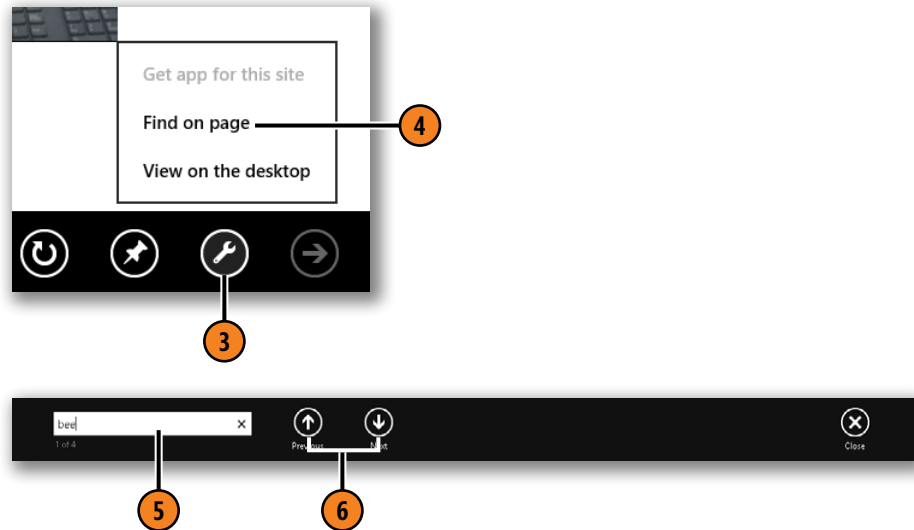 Get app for this site
Find on page
4
View on the desktop
3
bee
1 of 4
Previous
Next
Close
5
6